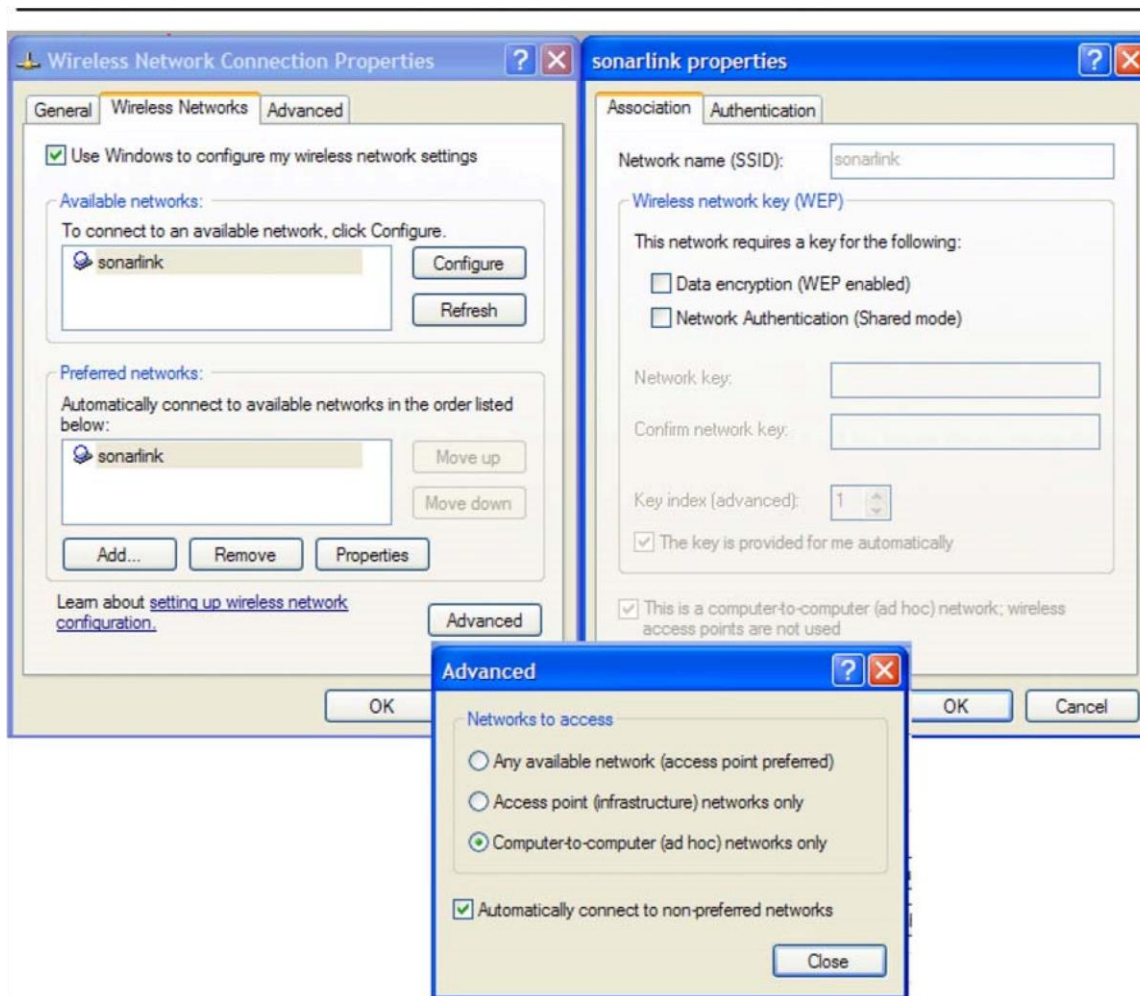 Wireless Network Connection Properties
General Wireless Networks Advanced
Use Windows to configure my wireless network settings
Available networks:
To connect to an available network, click Configure.
sonarlink
Configure
Refresh
Preferred networks:
Automatically connect to available networks in the order listed
below:
sonarlink
Move up
Move down
Add... Remove Properties
Learn about setting up wireless network
configuration.
Advanced
OK
sonarlink properties
Association Authentication
Network name (SSID): sonarlink
Wireless network key (WEP)
This network requires a key for the following:
Data encryption (WEP enabled)
Network Authentication (Shared mode)
Network key:
Confirm network key:
Key index (advanced): 1
The key is provided for me automatically
This is a computer-to-computer (ad hoc) network; wireless
access points are not used
OK Cancel
Advanced
Networks to access
Any available network (access point preferred)
Access point (infrastructure) networks only
Computer-to-computer (ad hoc) networks only
Automatically connect to non-preferred networks
Close